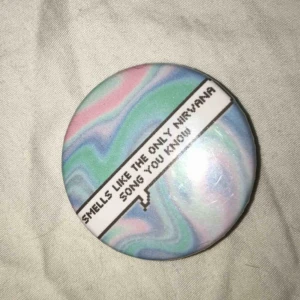 SMELLS LIKE THE ONLY NIRVANA
SONG YOU KNOW